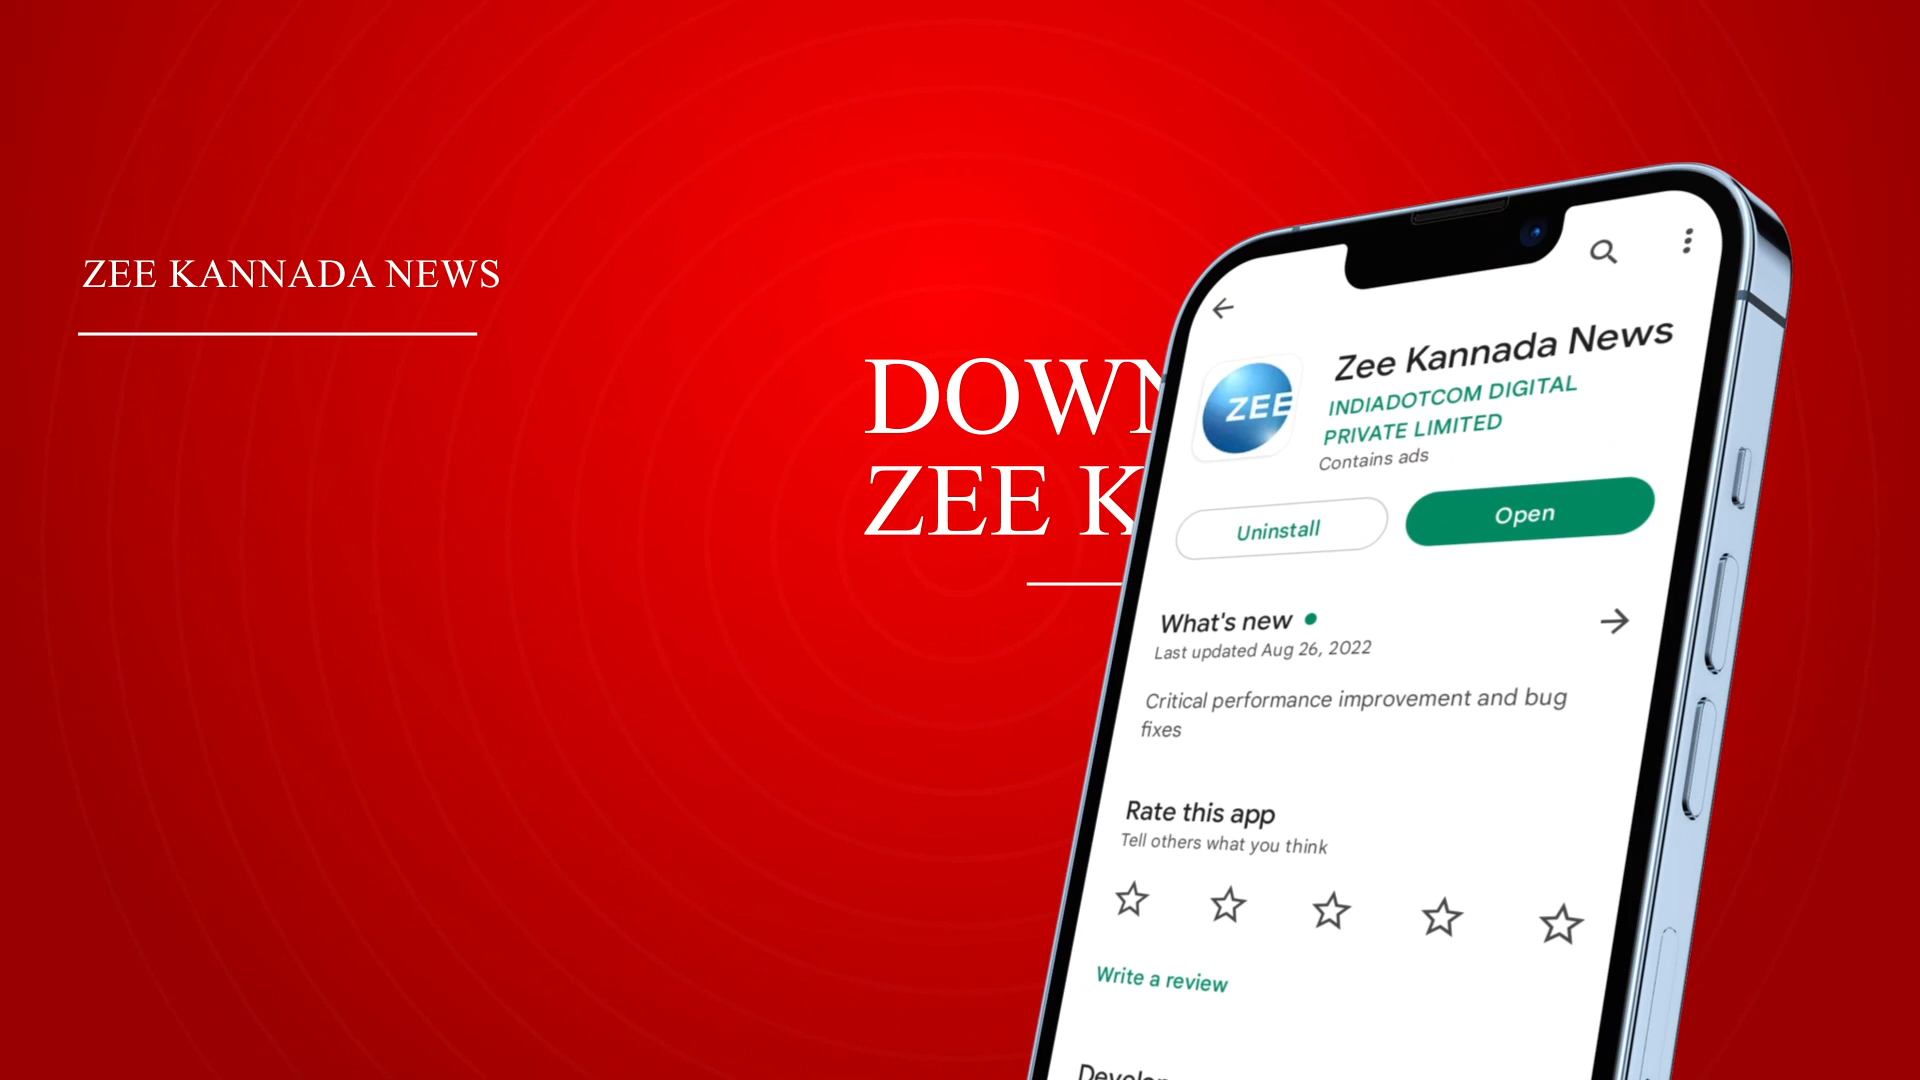 ZEE KANNADA NEWS
DOWN
ZEE K
Zee Kannada News
INDIADOTCOM DIGITAL
PRIVATE LIMITED
Contains ads
ZEE
Uninstall
Open
What's new
Last updated Aug 26, 2022
Critical performance improvement and bug
fixes
Rate this app
Tell others what you think
Write a review